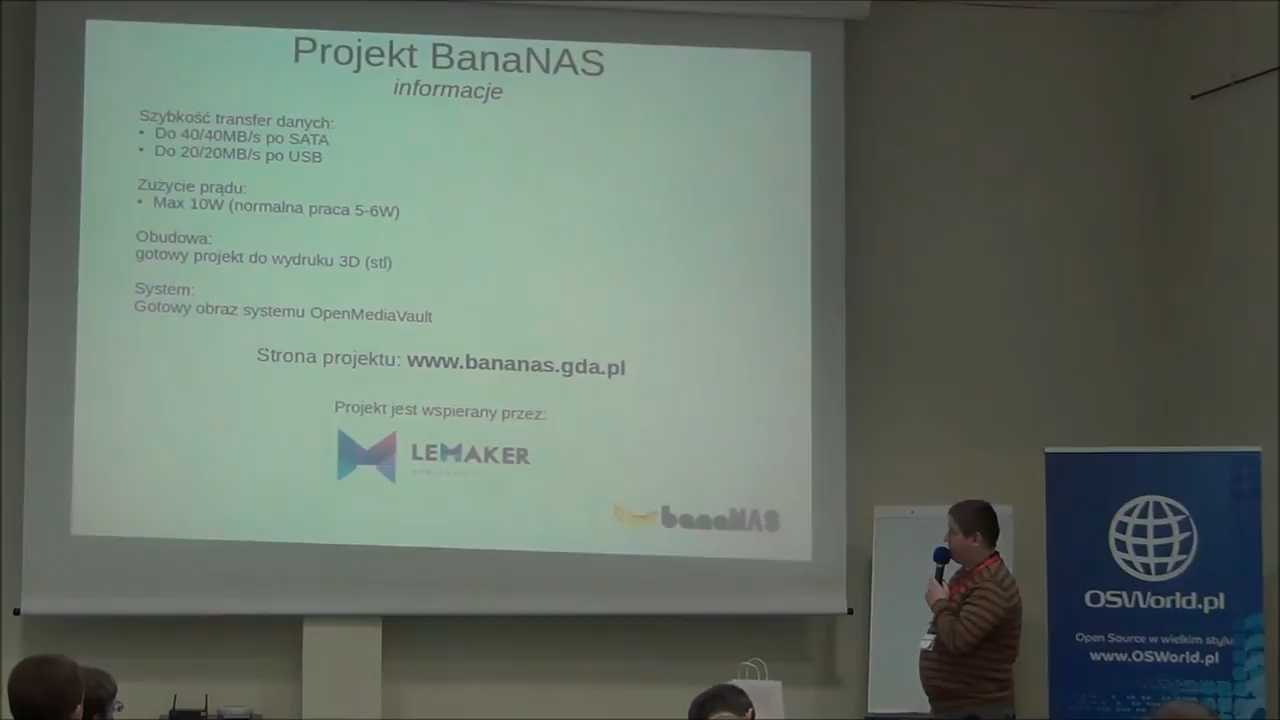 Projekt BanaNAS
informacje
Szybkość transfer danych:
• Do 40/40MB/s po SATA
• Do 20/20MB/s po USB
Zużycie prądu:
• Max 10W (normalna praca 5-6W)
Obudowa:
gotowy projekt do wydruku 3D (stl)
System:
Gotowy obraz systemu OpenMediaVault
Strona projektu: www.bananas.gda.pl
Projekt jest wspierany przez:
LEMAKER
banaNAS
OSWorld.pl
Open Source w wielkim stylu
www.OSWorld.pl